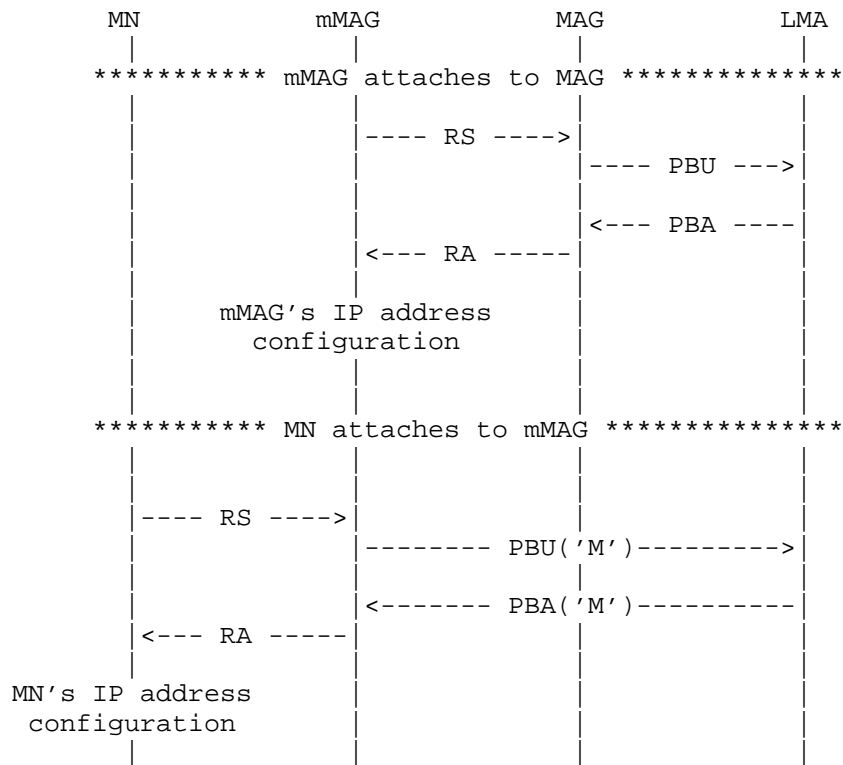 MN mMAG MAG LMA
*********** mMAG attaches to MAG **************
|---- RS ---->|
|---- PBU --->|
|<--- PBA ----|
|<--- RA -----|
mMAG's IP address
configuration
*********** MN attaches to mMAG ***************
|---- RS ---->|
|-------- PBU('M')--------->|
|<------- PBA('M')----------|
|<--- RA -----|
MN's IP address
configuration